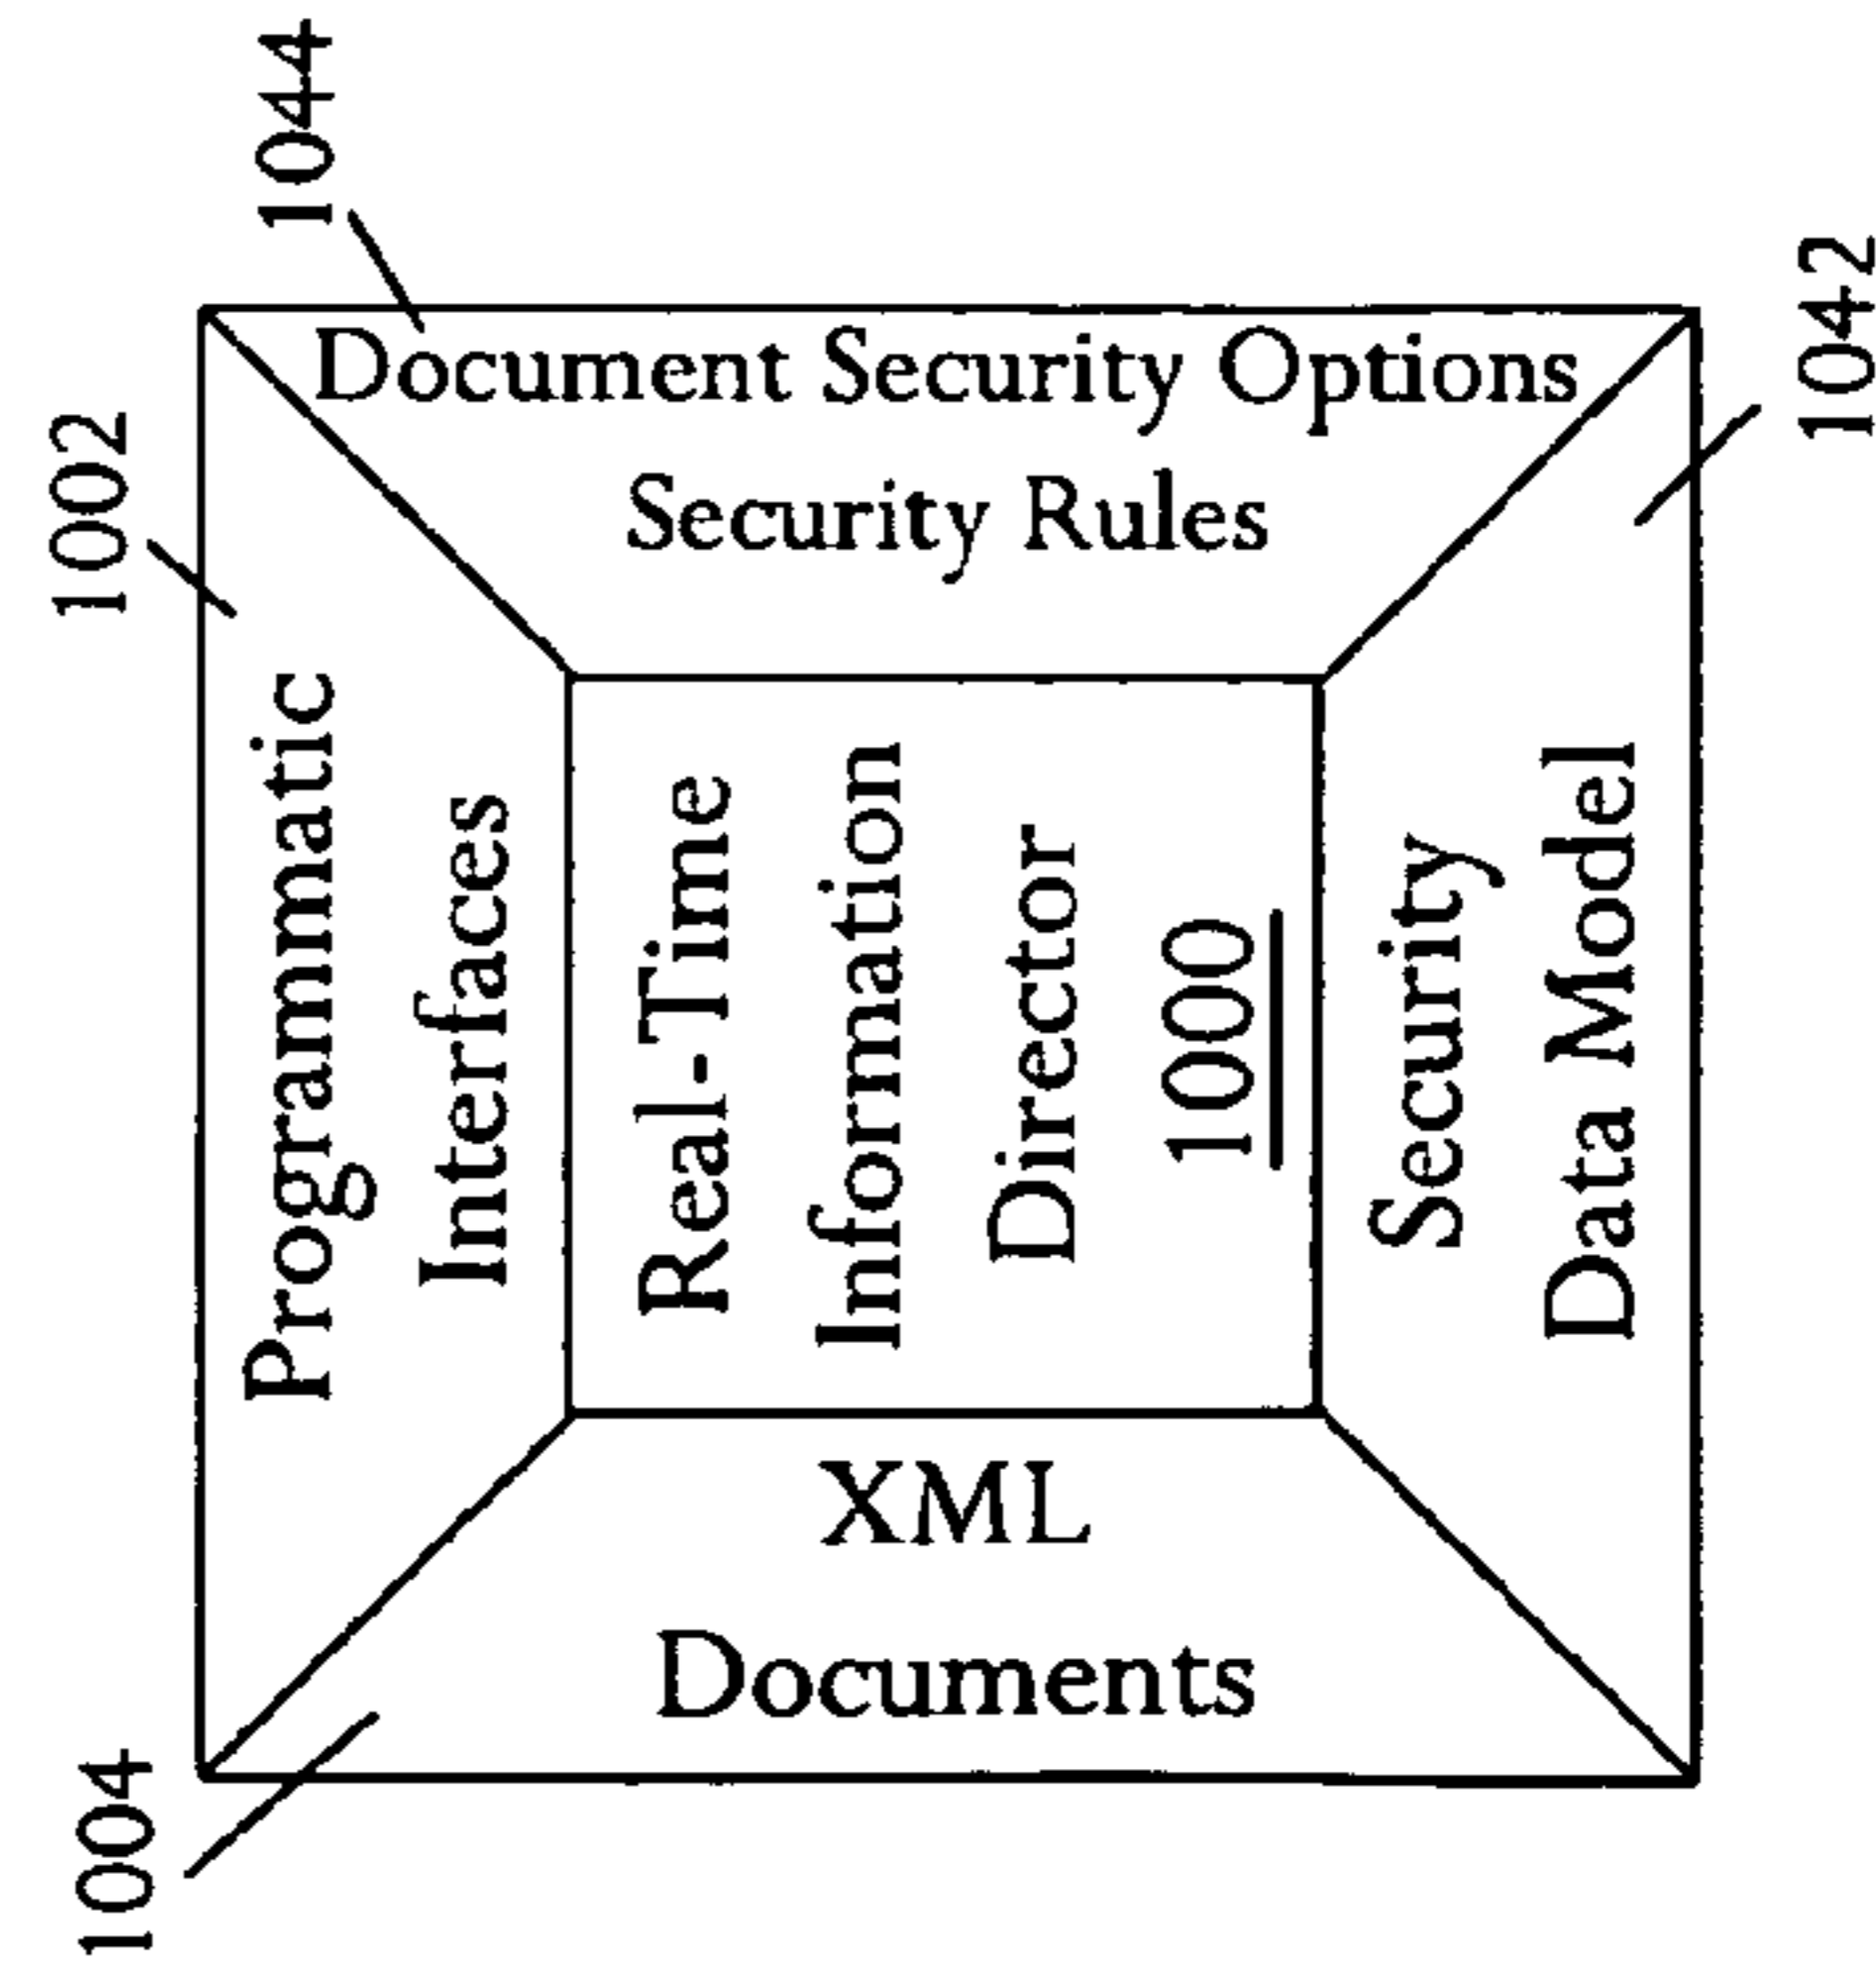 1044
1002
Document Security Options
Security Rules
Programmatic
Interfaces
Real-Time
Information
Director
1000
Security
Data Model
1042
XML
Documents
1004